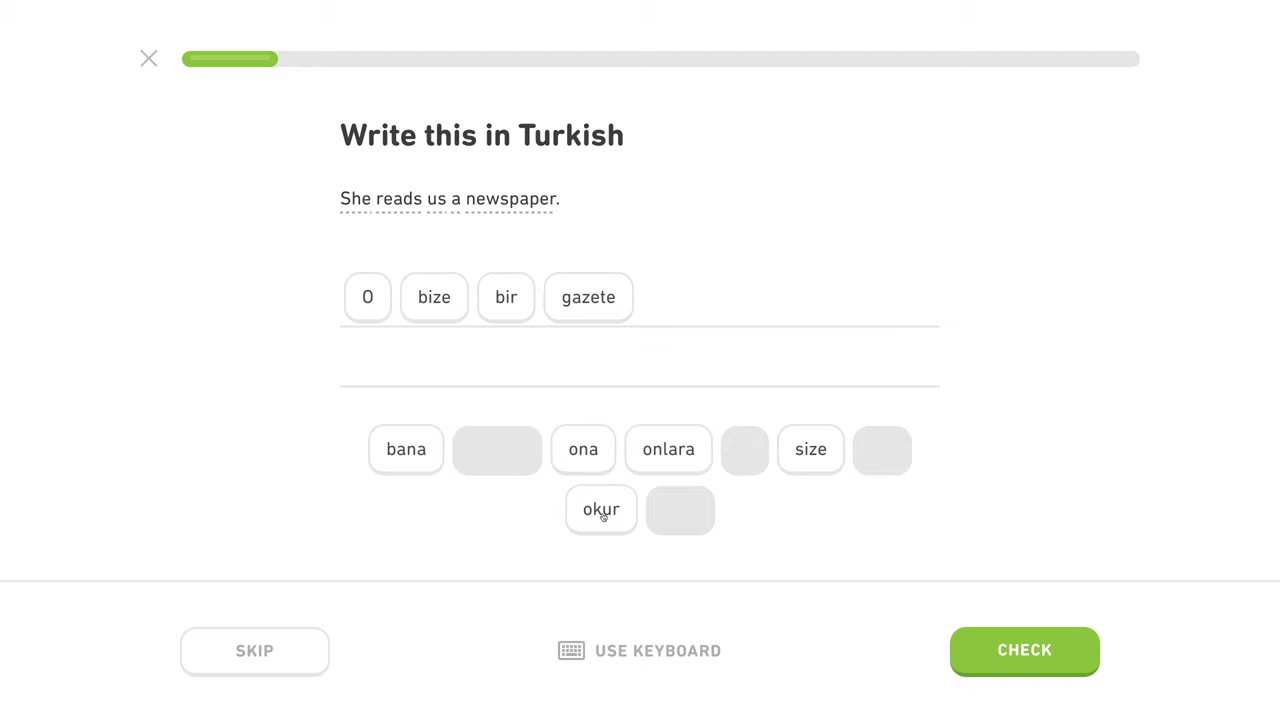 Write this in Turkish
She reads us a newspaper.
O bize bir gazete
bana ona onlara size
okur
SKIP USE KEYBOARD CHECK